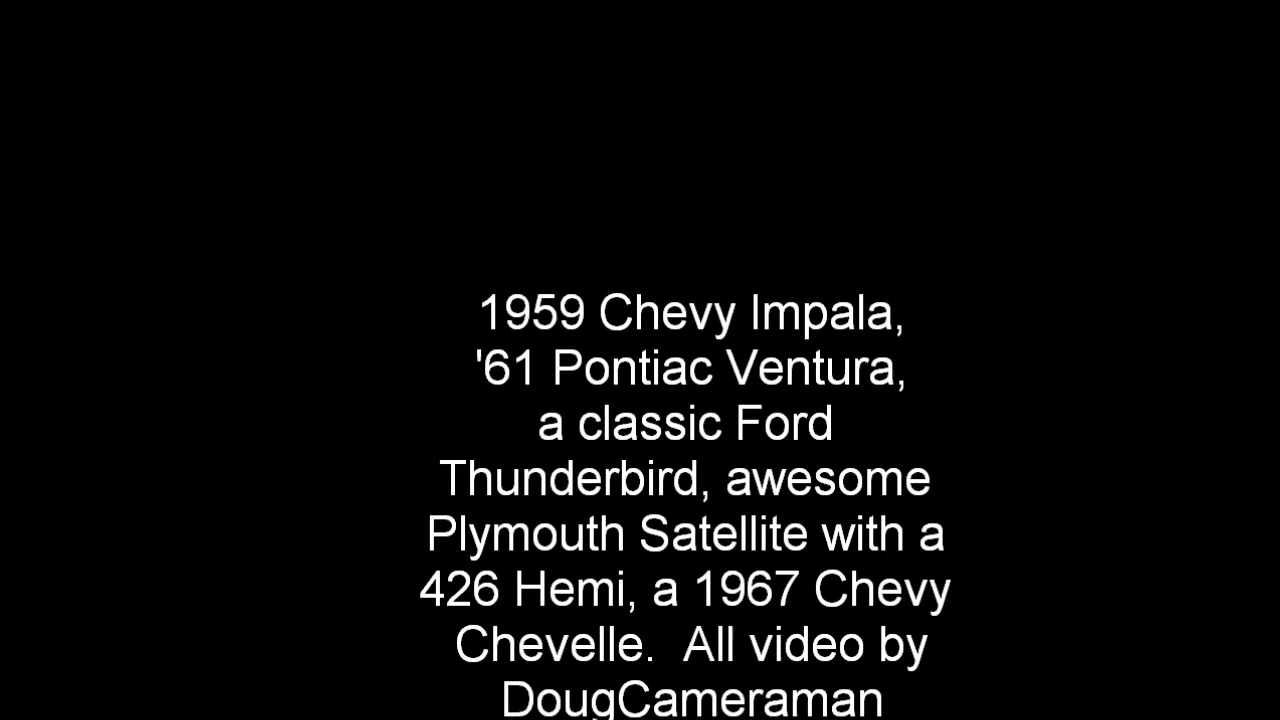 1959 Chevy Impala,
'61 Pontiac Ventura,
a classic Ford
Thunderbird, awesome
Plymouth Satellite with a
426 Hemi, a 1967 Chevy
Chevelle.  All video by
DougCameraman